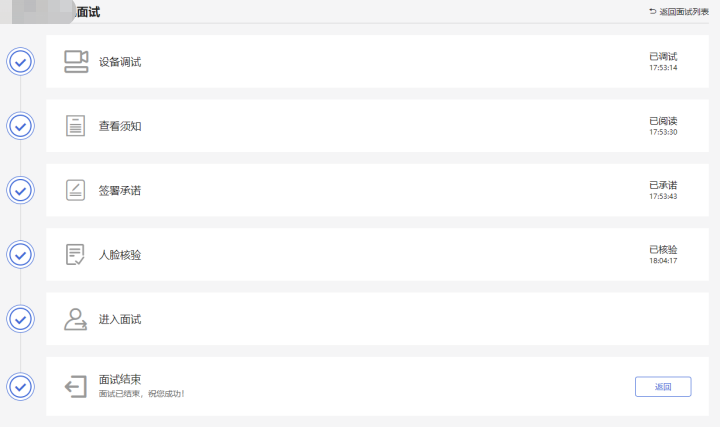 面试
返回面试列表
设备调试
已调试
17:53:14
查看须知
已阅读
17:53:30
签署承诺
已承诺
17:53:43
人脸核验
已核验
18:04:17
进入面试
面试结束
面试已结束，祝您成功！
返回